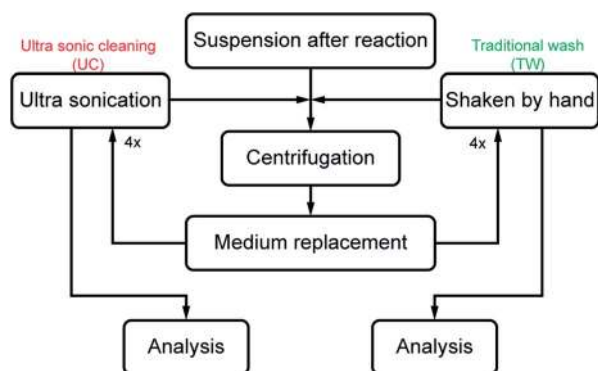 Ultra sonic cleaning
(UC)
Suspension after reaction
Traditional wash
(TW)
Ultra sonication
Shaken by hand
4x
4x
Centrifugation
Medium replacement
Analysis
Analysis